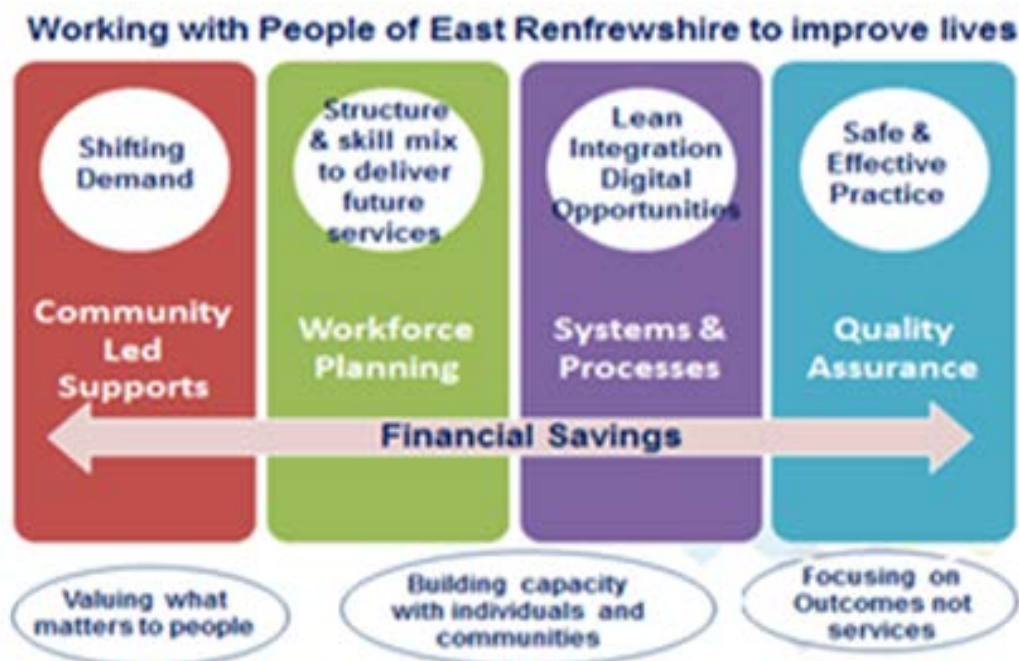 Working with People of East Renfrewshire to improve lives
Shifting
Demand
Structure
& skill mix
to deliver
future
services
Lean
Integration
Digital
Opportunities
Safe &
Effective
Practice
Community
Led
Supports
Workforce
Planning
Systems &
Processes
Quality
Assurance
Financial Savings
Valuing what
matters to people
Building capacity
with individuals and
communities
Focusing on
Outcomes not
services